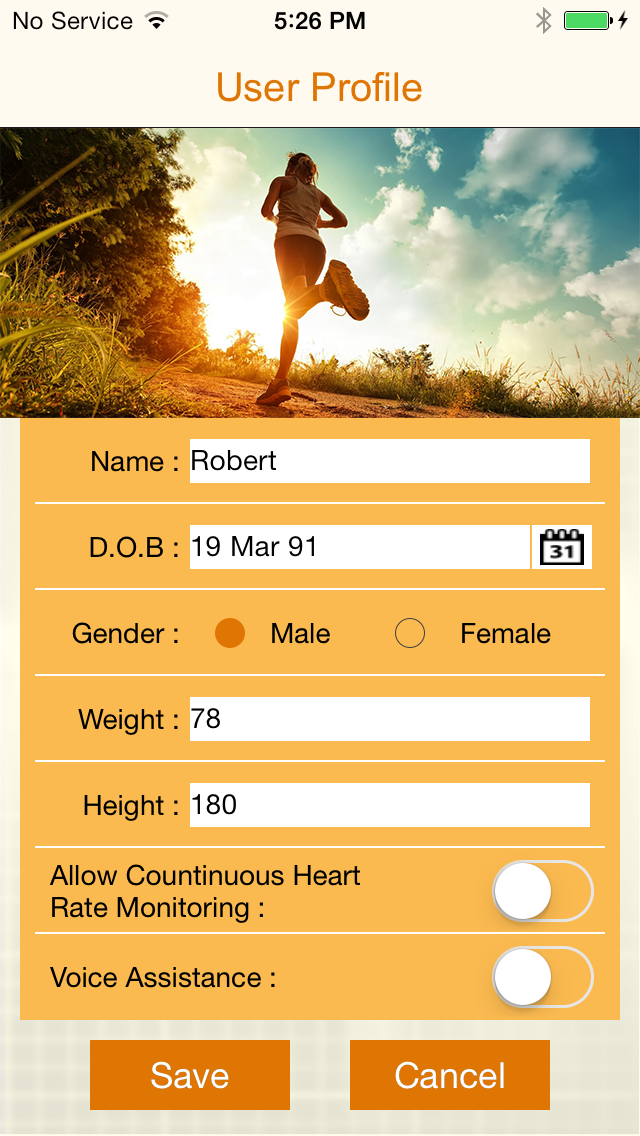 No Service 5:26 PM
User Profile
Name : Robert
D.O.B : 19 Mar 91 31
Gender : Male Female
Weight : 78
Height : 180
Allow Countinuous Heart
Rate Monitoring :
Voice Assistance :
Save Cancel